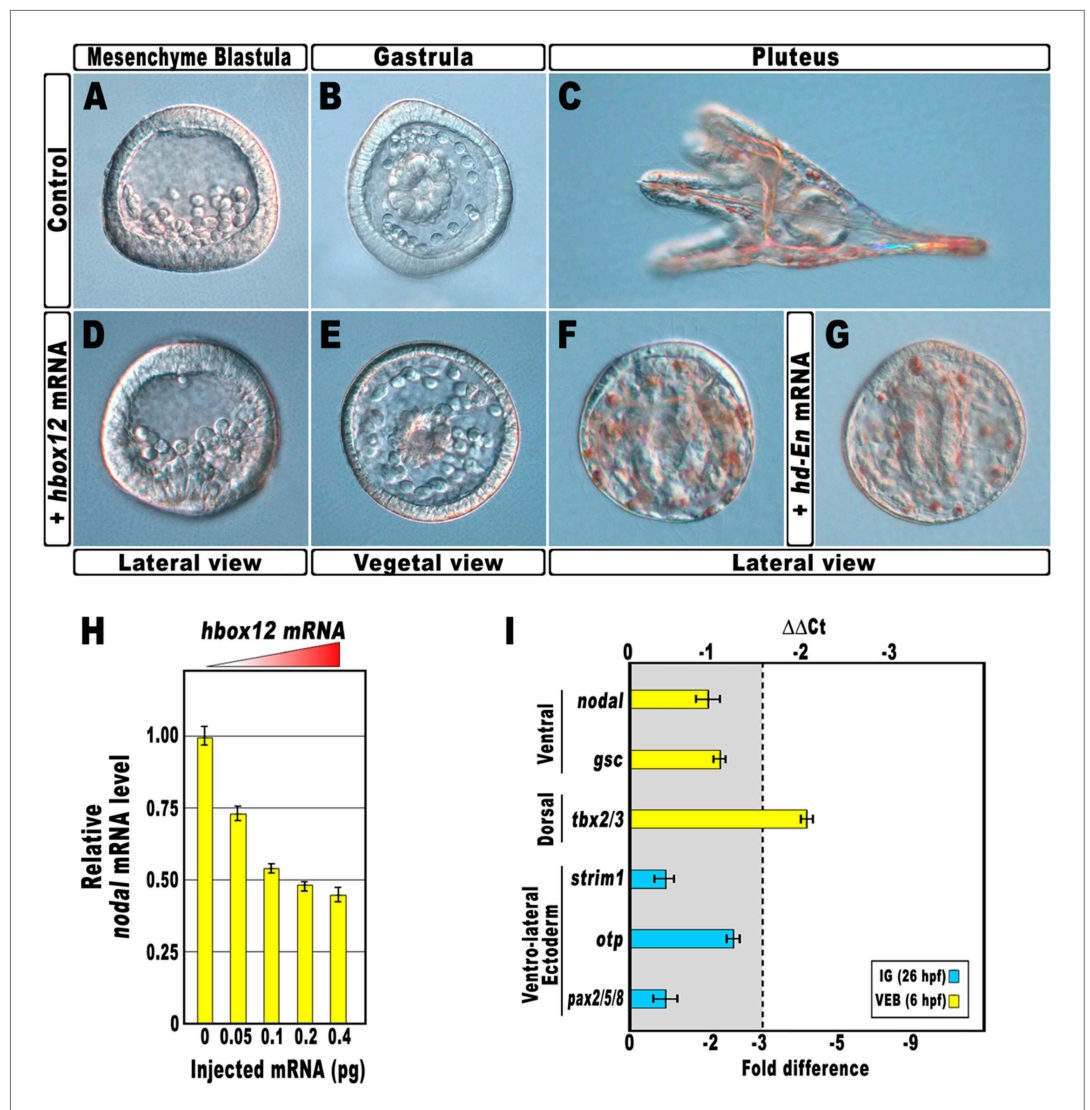 Mesenchyme Blastula Gastrula Pluteus
Control
A B C
+ hbox12 mRNA
D E F
+ hd-En mRNA
G
Lateral view Vegetal view Lateral view
H
hbox12 mRNA
Relative
nodal mRNA level
1.00
0.75
0.50
0.25
0
0 0.05 0.1 0.2 0.4
Injected mRNA (pg)
I
ΔΔCt
0 -1 -2 -3
Ventral
nodal
gsc
Dorsal
tbx2/3
Ventro-lateral
Ectoderm
strim1
otp
pax2/5/8
IG (26 hpf)
VEB (6 hpf)
0 -2 -3 -5 -9
Fold difference